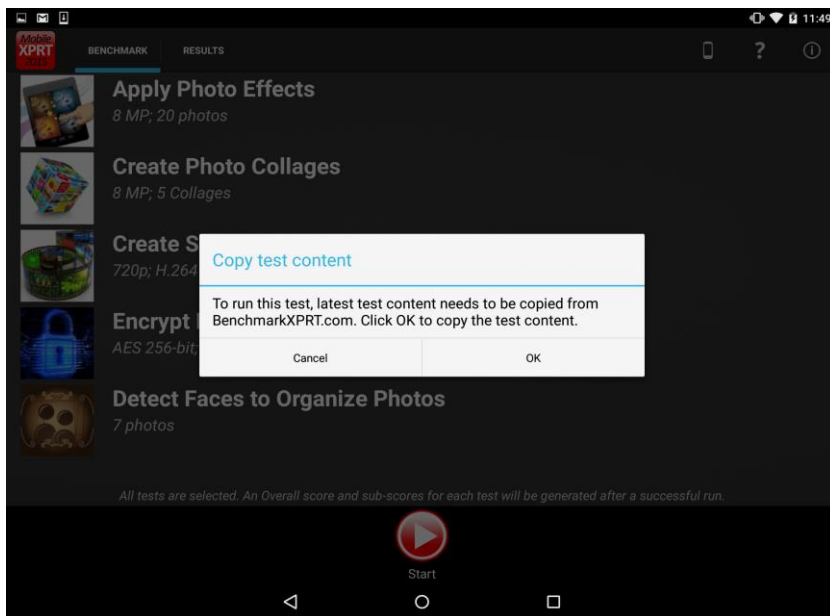 11:49
Mobile
XPRT
2015
BENCHMARK
RESULTS
?
Apply Photo Effects
8 MP; 20 photos
Create Photo Collages
8 MP; 5 Collages
Create S
720p; H.264
Encrypt
AES 256-bit;
Detect Faces to Organize Photos
7 photos
Copy test content
To run this test, latest test content needs to be copied from
BenchmarkXPRT.com. Click OK to copy the test content.
Cancel
OK
All tests are selected. An Overall score and sub-scores for each test will be generated after a successful run.
Start